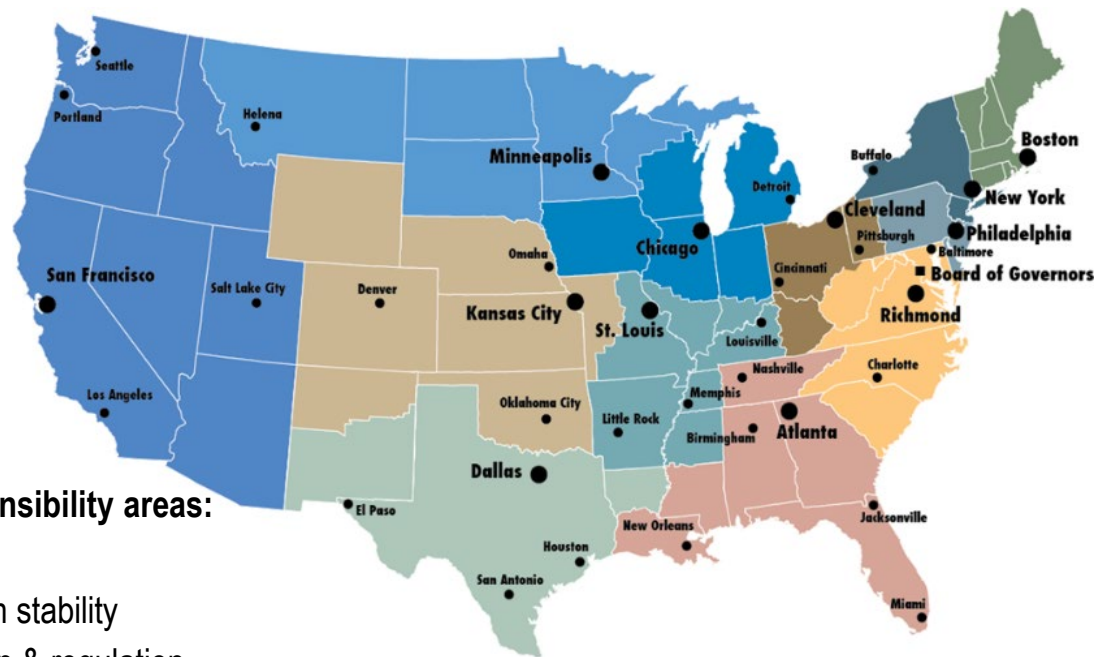 Seattle
Portland
Helena
Minneapolis
Buffalo
Boston
Detroit
New York
Cleveland
Philadelphia
Pittsburgh
Baltimore
Chicago
Omaha
Cincinnati
Board of Governors
San Francisco
Salt Lake City
Denver
Kansas City
St. Louis
Richmond
Louisville
Nashville
Charlotte
Los Angeles
Memphis
Oklahoma City
Little Rock
Birmingham
Atlanta
Dallas
nsibility areas:
El Paso
New Orleans
Jacksonville
Houston
San Antonio
stability
Miami
& regulation